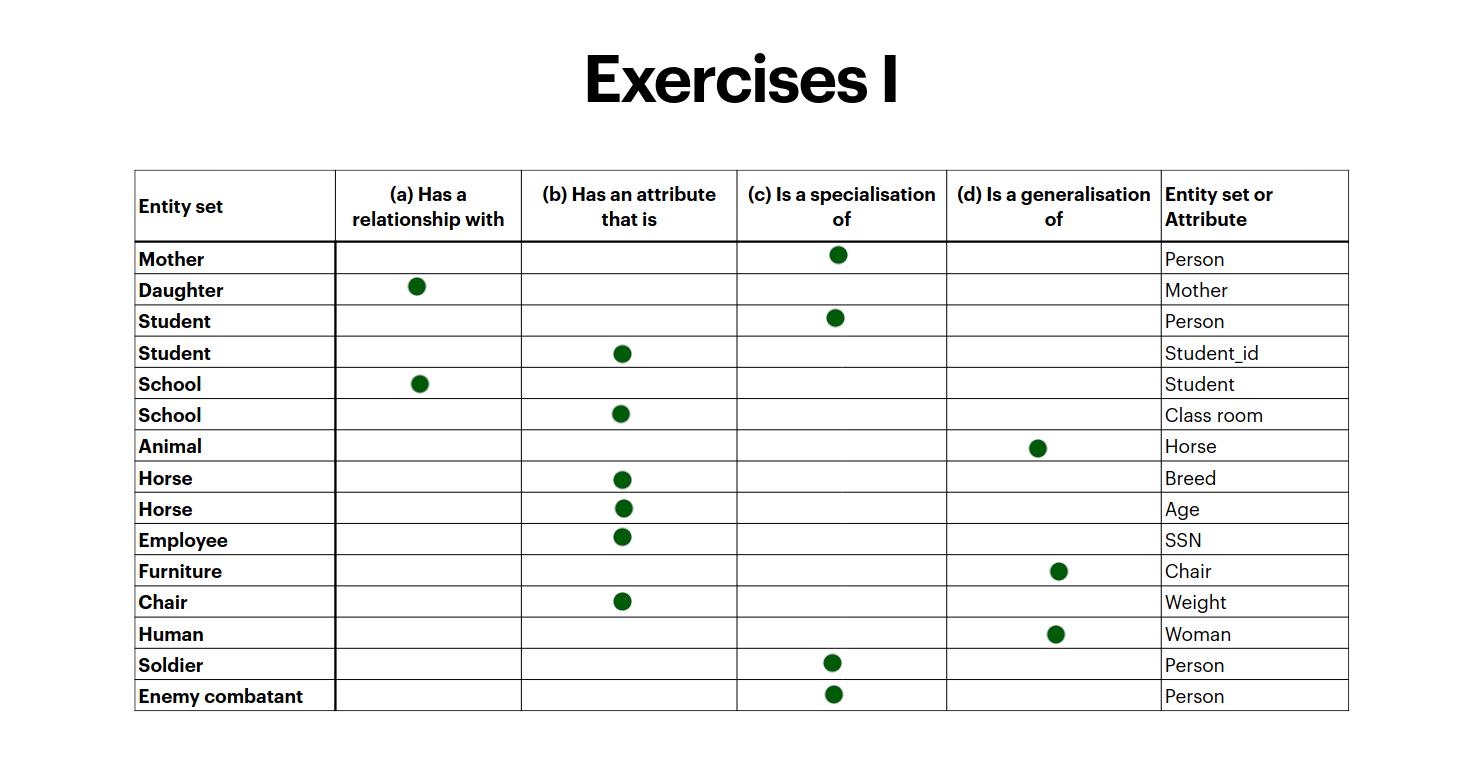 Exercises I
Entity set
(a) Has a
relationship with
(b) Has an attribute
that is
(c) Is a specialisation
of
(d) Is a generalisation
of
Entity set or
Attribute
Mother Person
Daughter Mother
Student Person
Student Student_id
School Student
School Class room
Animal Horse
Horse Breed
Horse Age
Employee SSN
Furniture Chair
Chair Weight
Human Woman
Soldier Person
Enemy combatant Person